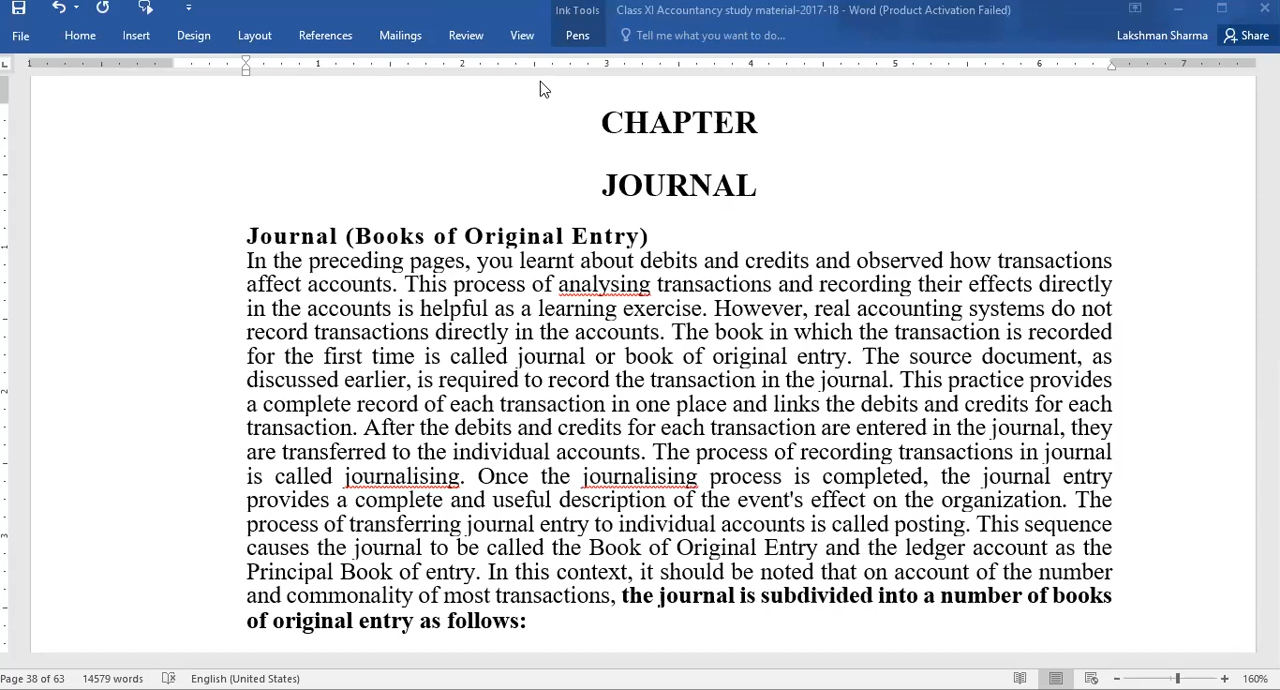 Ink Tools
Class XI Accountancy study material-2017-18 - Word (Product Activation Failed)
File Home Insert Design Layout References Mailings Review View Pens Tell me what you want to do... Lakshman Sharma Share
1 1 2 3 4 5 6 7
CHAPTER
JOURNAL
Journal (Books of Original Entry)
In the preceding pages, you learnt about debits and credits and observed how transactions
affect accounts. This process of analysing transactions and recording their effects directly
in the accounts is helpful as a learning exercise. However, real accounting systems do not
record transactions directly in the accounts. The book in which the transaction is recorded
for the first time is called journal or book of original entry. The source document, as
discussed earlier, is required to record the transaction in the journal. This practice provides
a complete record of each transaction in one place and links the debits and credits for each
transaction. After the debits and credits for each transaction are entered in the journal, they
are transferred to the individual accounts. The process of recording transactions in journal
is called journalising. Once the journalising process is completed, the journal entry
provides a complete and useful description of the event's effect on the organization. The
process of transferring journal entry to individual accounts is called posting. This sequence
causes the journal to be called the Book of Original Entry and the ledger account as the
Principal Book of entry. In this context, it should be noted that on account of the number
and commonality of most transactions, the journal is subdivided into a number of books
of original entry as follows:
Page 38 of 63 14579 words English (United States) 160%